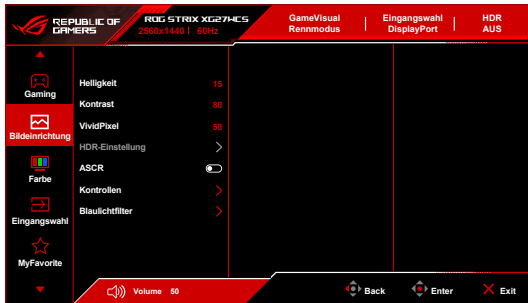 REPUBLIC OF
GAMERS
ROG STRIX XG27WCS
2560x1440 | 60Hz
GameVisual
Rennmodus
Eingangswahl
DisplayPort
HDR
AUS
Gaming
Bildeinrichtung
Farbe
Eingangswahl
MyFavorite
Helligkeit 15
Kontrast 80
VividPixel 50
HDR-Einstellung
ASCR
Kontrollen
Blaulichtfilter
Volume 50
Back
Enter
Exit